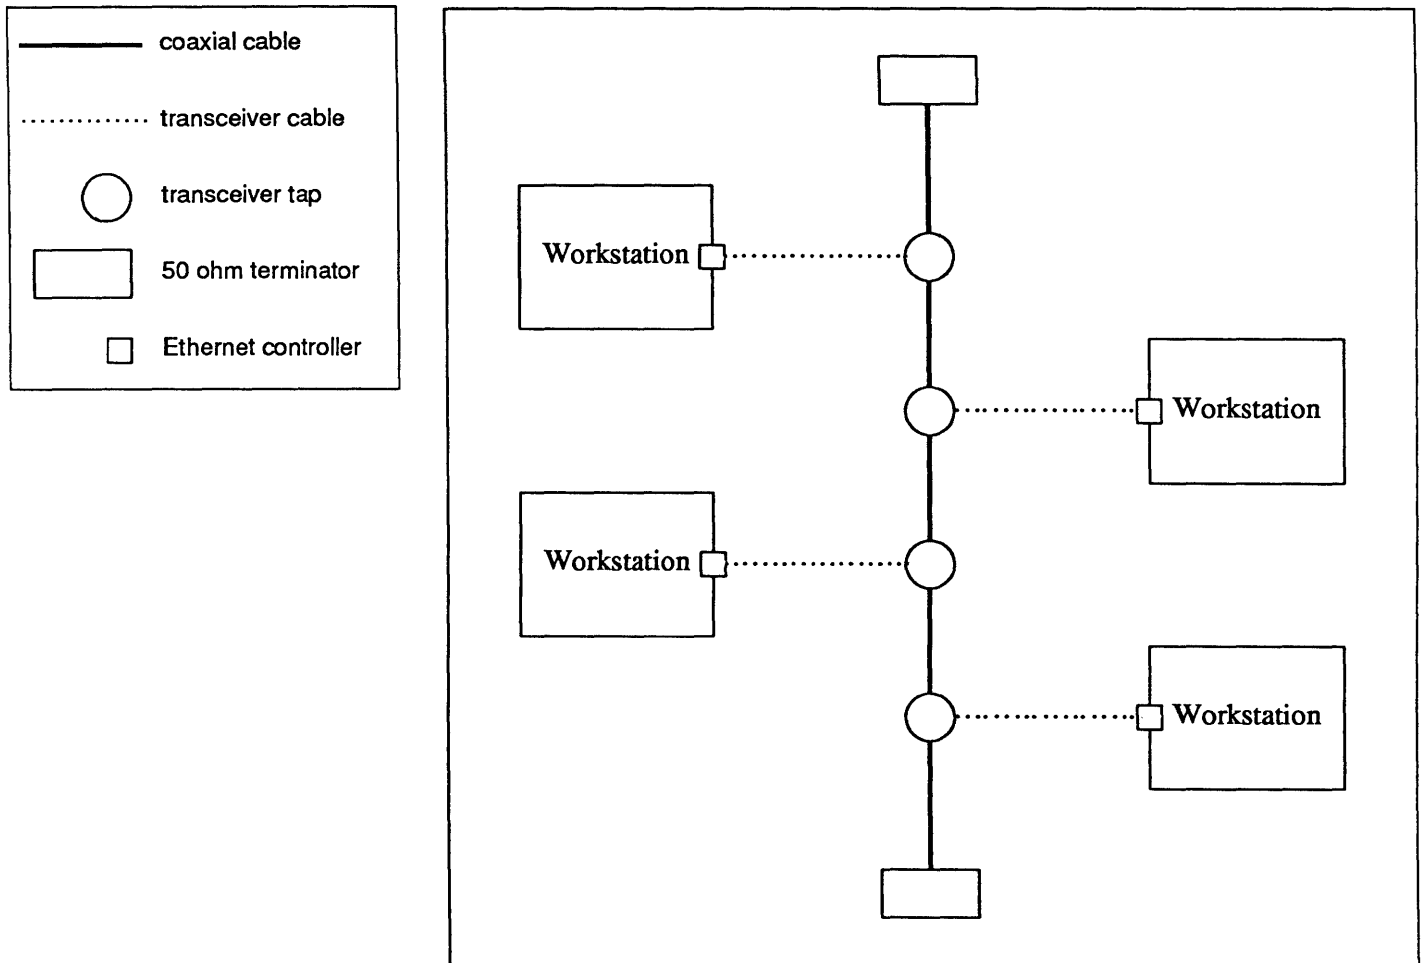 coaxial cable
transceiver cable
transceiver tap
50 ohm terminator
Ethernet controller
Workstation
Workstation
Workstation
Workstation